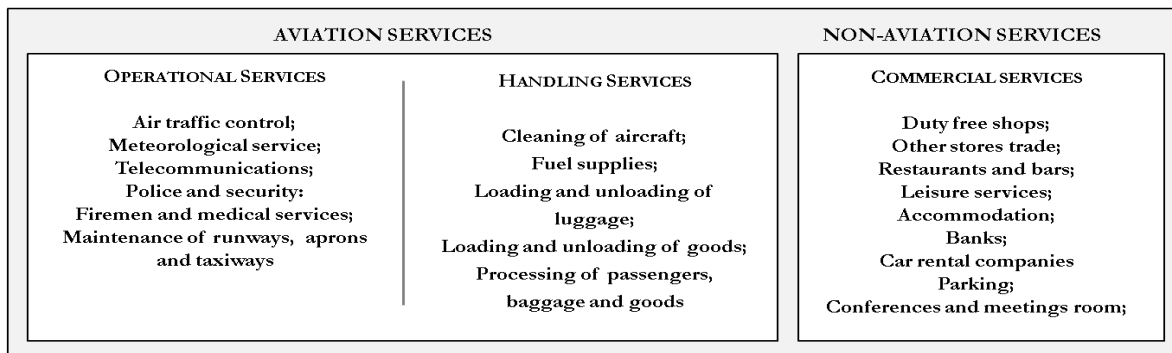 AVIATION SERVICES
OPERATIONAL SERVICES
Air traffic control;
Meteorological service;
Telecommunications;
Police and security:
Firemen and medical services;
Maintenance of runways, aprons
and taxiways
HANDLING SERVICES
Cleaning of aircraft;
Fuel supplies;
Loading and unloading of
luggage;
Loading and unloading of goods;
Processing of passengers,
baggage and goods
NON-AVIATION SERVICES
COMMERCIAL SERVICES
Duty free shops;
Other stores trade;
Restaurants and bars;
Leisure services;
Accommodation;
Banks;
Car rental companies
Parking;
Conferences and meetings room;